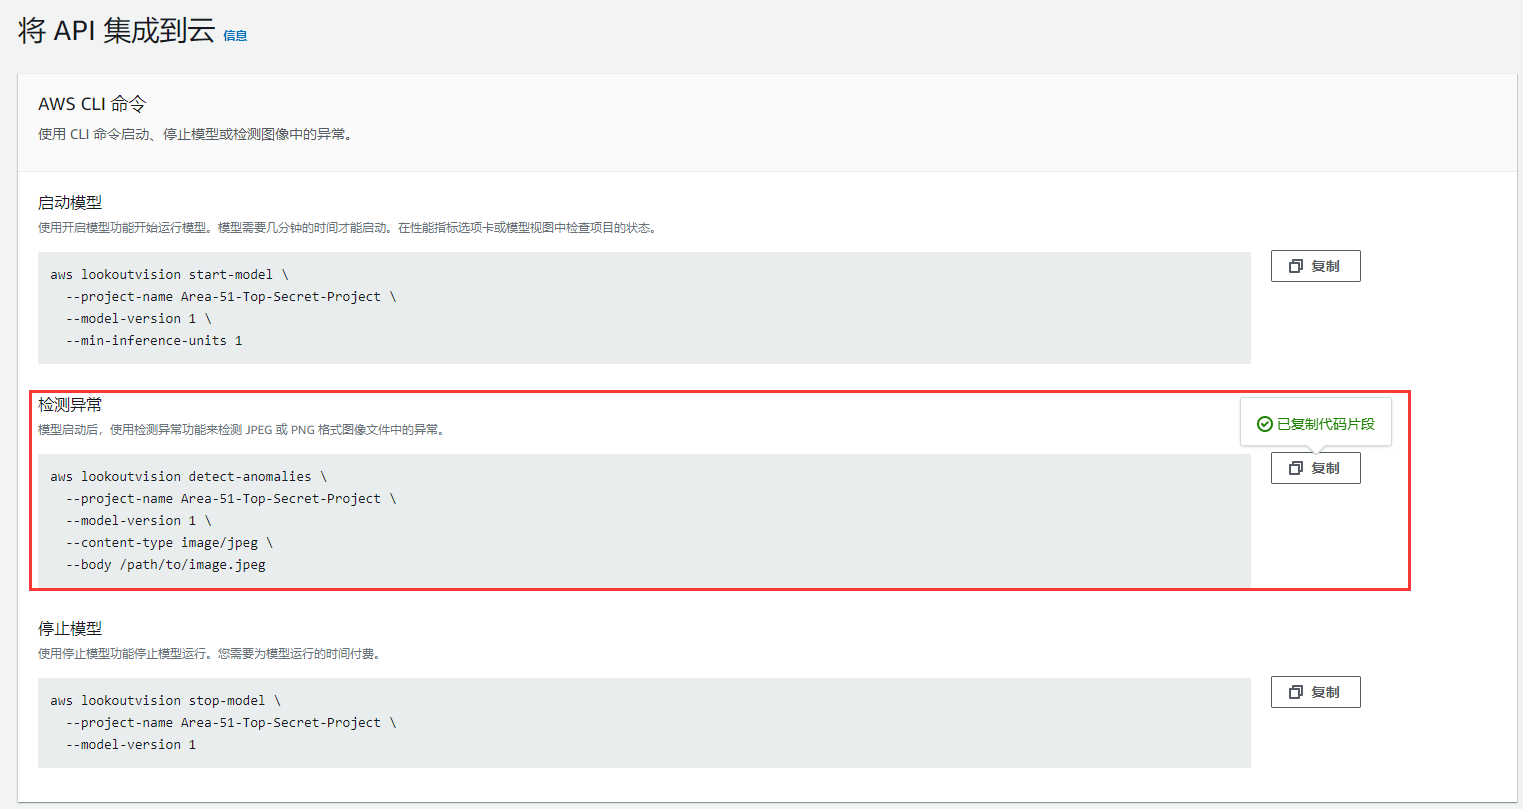 将 API 集成到云 信息
AWS CLI 命令
使用 CLI 命令启动、停止模型或检测图像中的异常。
启动模型
使用开启模型功能开始运行模型。模型需要几分钟的时间才能启动。在性能指标选项卡或模型视图中检查项目的状态。
复制
aws lookoutvision start-model \
--project-name Area-51-Top-Secret-Project \
--model-version 1 \
--min-inference-units 1
检测异常
模型启动后，使用检测异常功能来检测 JPEG 或 PNG 格式图像文件中的异常。
已复制代码片段
复制
aws lookoutvision detect-anomalies \
--project-name Area-51-Top-Secret-Project \
--model-version 1 \
--content-type image/jpeg \
--body /path/to/image.jpeg
停止模型
使用停止模型功能停止模型运行。您需要为模型运行的时间付费。
复制
aws lookoutvision stop-model \
--project-name Area-51-Top-Secret-Project \
--model-version 1